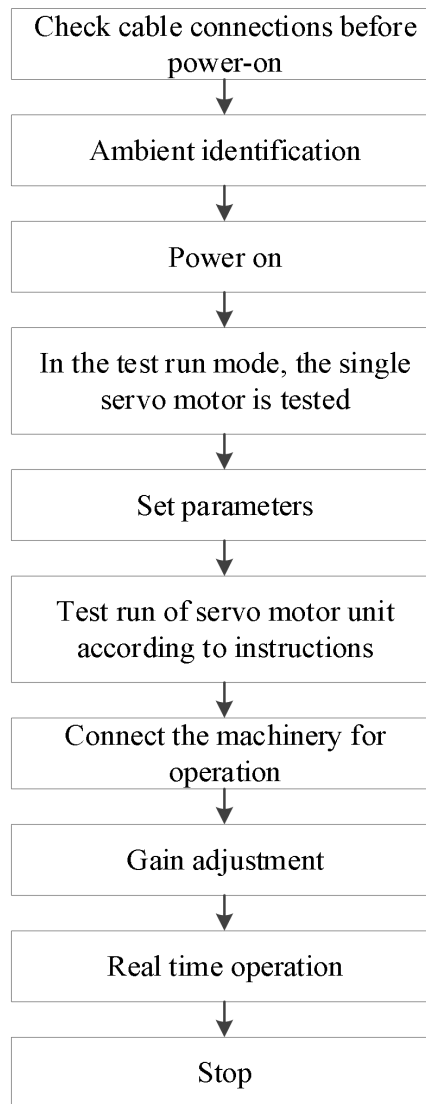 Check cable connections before
power-on
Ambient identification
Power on
In the test run mode, the single
servo motor is tested
Set parameters
Test run of servo motor unit
according to instructions
Connect the machinery for
operation
Gain adjustment
Real time operation
Stop